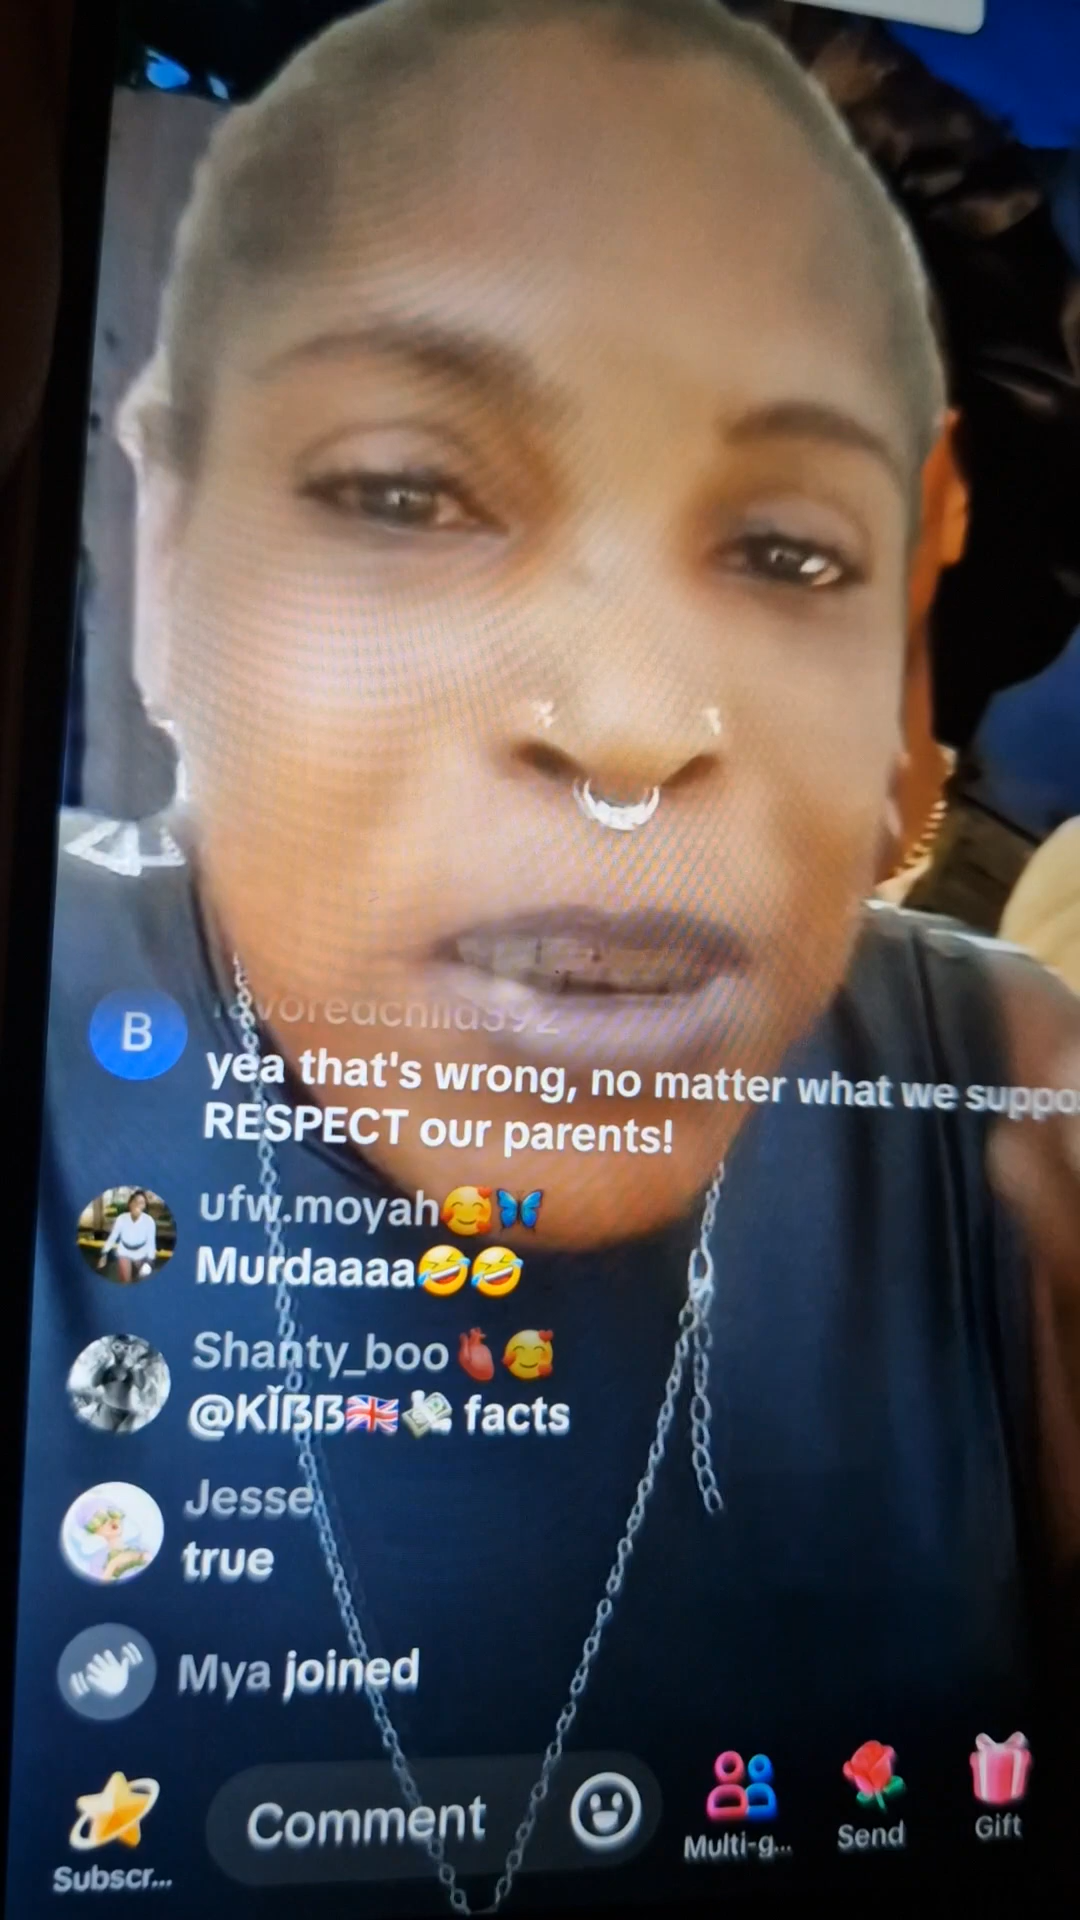 yea that's wrong, no matter what we suppo
RESPECT our parents!
ufw.moyah🥰🦋
Murdaaaa🤣🤣
Shanty_boo🫀🥰
@KǏẞẞ🇬🇧💸 facts
Jesse
true
Mya joined
Subscr...
Comment
Multi-g...
Send
Gift
B